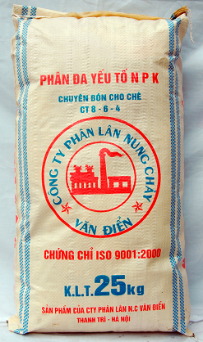 PHÂN ĐA YẾU TỐ N P K
CHUYÊN BÓN CHO CHÈ
CT 8 - 6 - 4
CÔNG TY PHÂN LÂN NUNG CHẢY
VĂN ĐIỂN
CHỨNG CHỈ ISO 9001:2000
K.L.T. 25kg
SẢN PHẨM CỦA CTY PHÂN LÂN N.C VĂN ĐIỂN
THANH TRÌ - HÀ NỘI